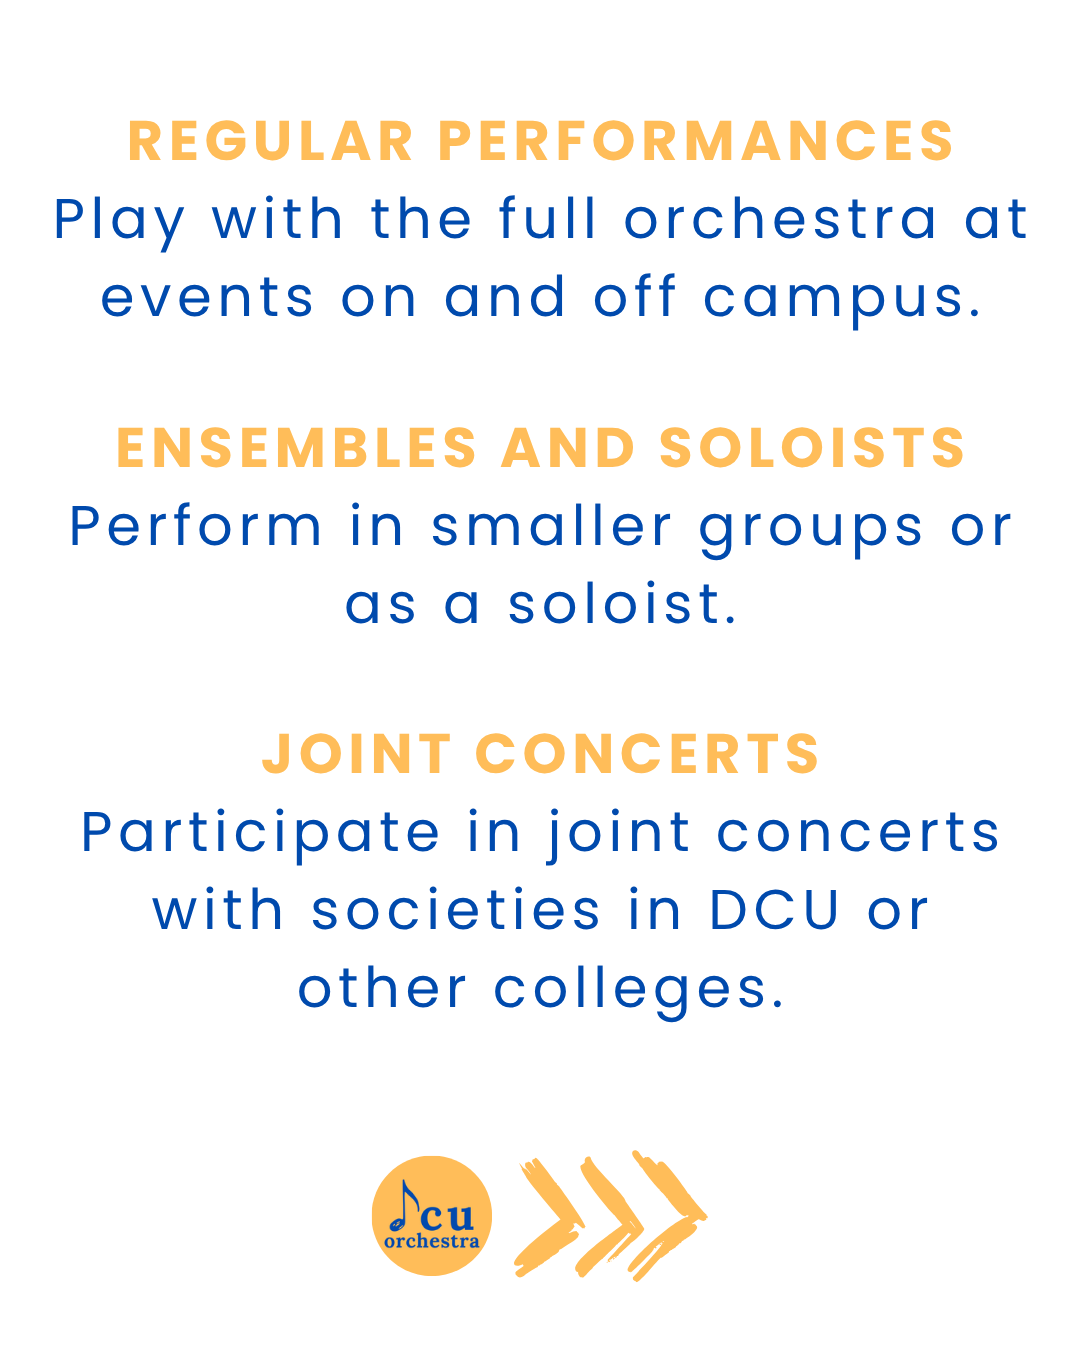 REGULAR PERFORMANCES
Play with the full orchestra at
events on and off campus.
ENSEMBLES AND SOLOISTS
Perform in smaller groups or
as a soloist.
JOINT CONCERTS
Participate in joint concerts
with societies in DCU or
other colleges.
dcu
orchestra